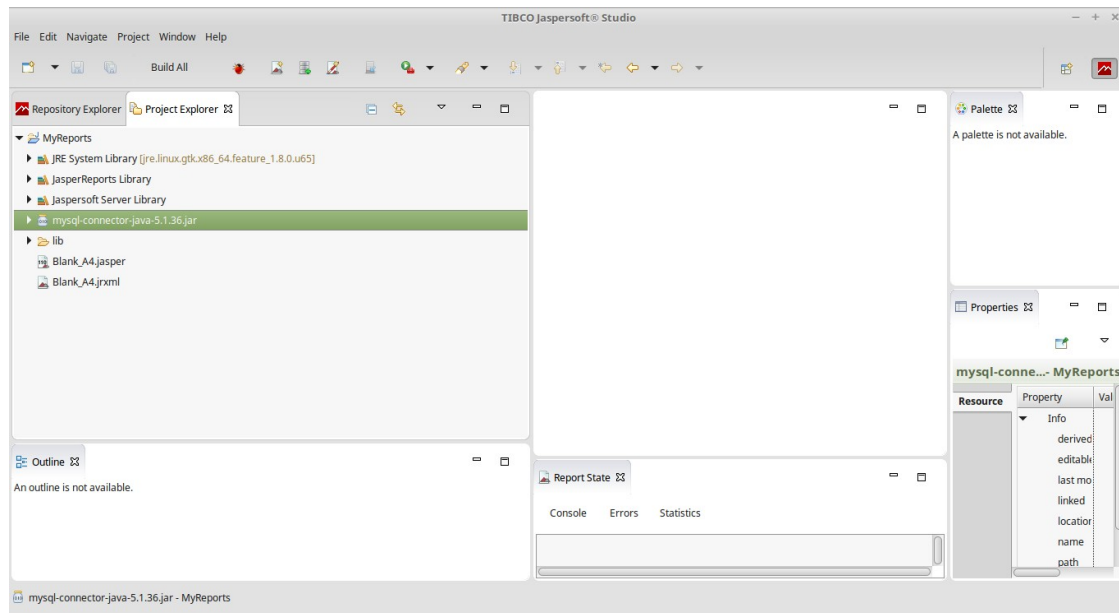 TIBCO Jaspersoft® Studio
File Edit Navigate Project Window Help
Build All
Repository Explorer Project Explorer
MyReports
JRE System Library [jre.linux.gtk.x86_64.feature_1.8.0.u65]
JasperReports Library
Jaspersoft Server Library
mysql-connector-java-5.1.36.jar
lib
Blank_A4.jasper
Blank_A4.jrxml
Outline
An outline is not available.
Report State
Console Errors Statistics
Palette
A palette is not available.
Properties
mysql-conne...- MyReports
Resource
Property Val
Info
derived
editable
last mo
linked
location
name
path
mysql-connector-java-5.1.36.jar - MyReports